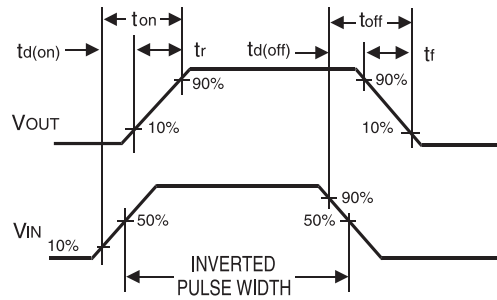 ton
toff
td(on)
tr
td(off)
tf
90%
90%
VOUT
10%
10%
90%
VIN
50%
50%
10%
INVERTED
PULSE WIDTH